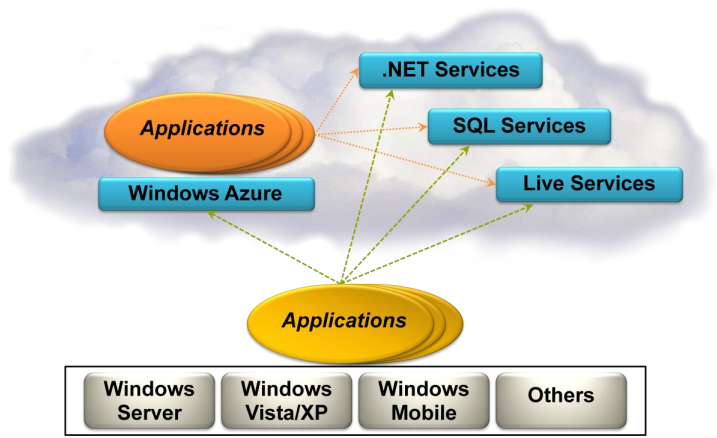 .NET Services
Applications
SQL Services
Windows Azure
Live Services
Applications
Windows
Server
Windows
Vista/XP
Windows
Mobile
Others